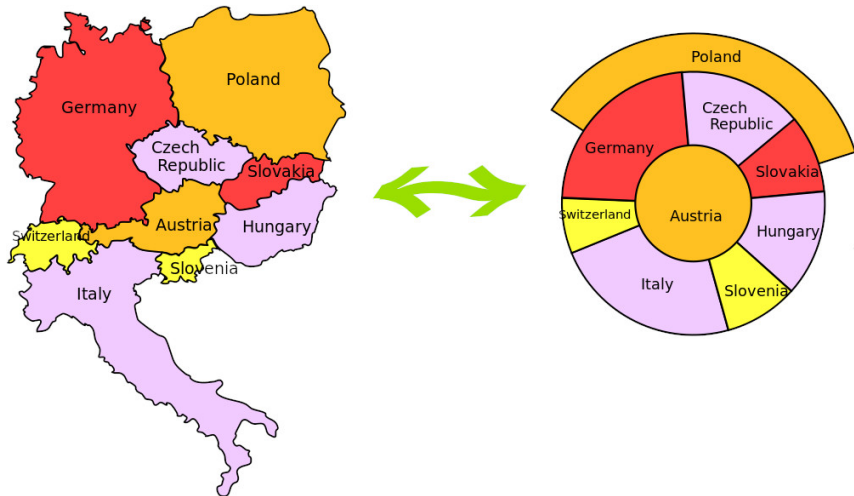 Poland
Germany
Czech
Republic
Slovakia
Austria
Hungary
Switzerland
Slovenia
Italy
Poland
Czech
Republic
Germany
Slovakia
Switzerland
Austria
Hungary
Italy
Slovenia